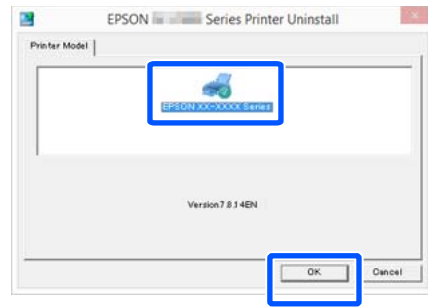 EPSON Series Printer Uninstall
Printer Model
EPSON XX-XXXX Series
Version7.8.14EN
OK
Cancel